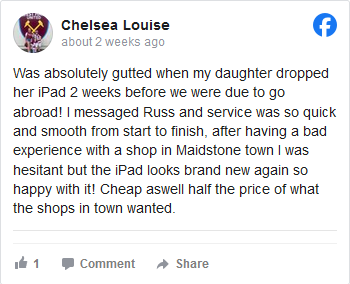 Chelsea Louise
about 2 weeks ago
Was absolutely gutted when my daughter dropped
her iPad 2 weeks before we were due to go
abroad! I messaged Russ and service was so quick
and smooth from start to finish, after having a bad
experience with a shop in Maidstone town I was
hesitant but the iPad looks brand new again so
happy with it! Cheap aswell half the price of what
the shops in town wanted.
1 Comment Share